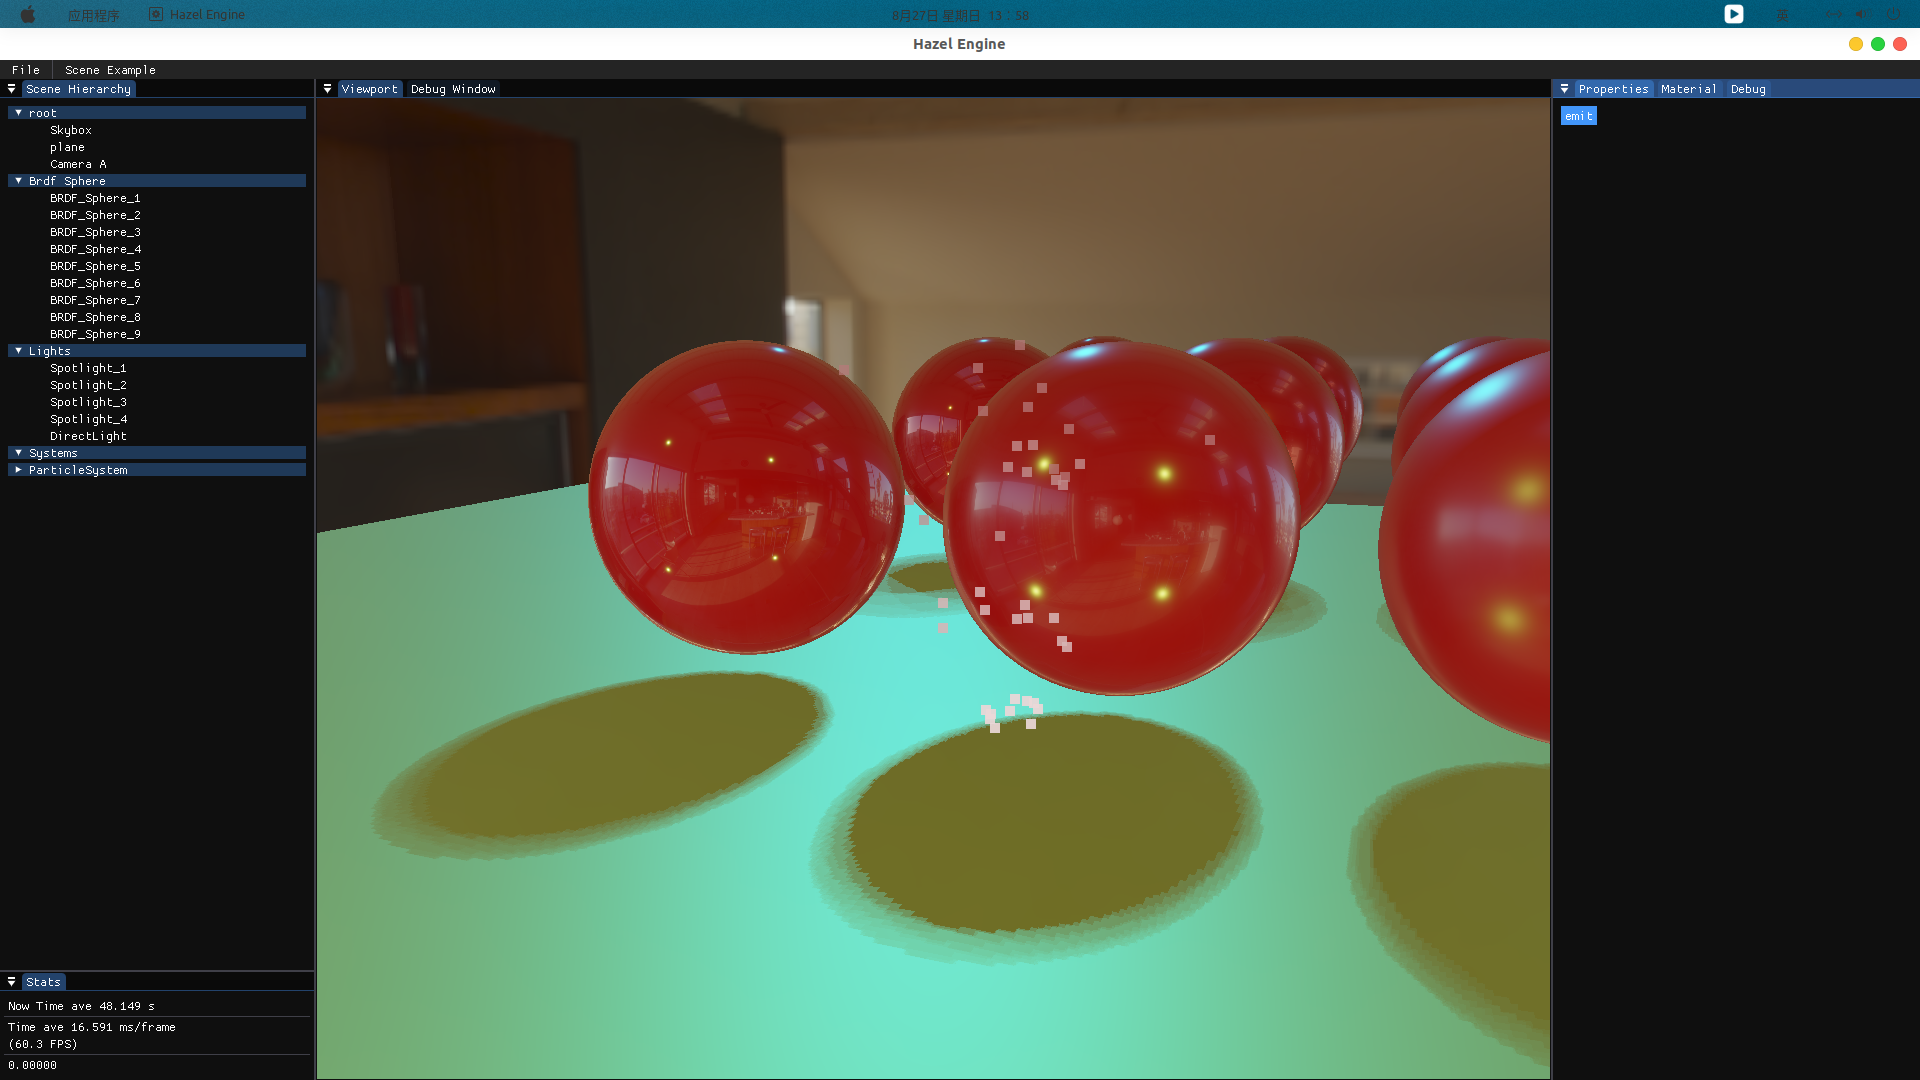 应用程序 Hazel Engine 8月27日 星期日 13：58 英
Hazel Engine
File Scene Example
Scene Hierarchy
root
Skybox
plane
Camera A
Brdf Sphere
BRDF_Sphere_1
BRDF_Sphere_2
BRDF_Sphere_3
BRDF_Sphere_4
BRDF_Sphere_5
BRDF_Sphere_6
BRDF_Sphere_7
BRDF_Sphere_8
BRDF_Sphere_9
Lights
Spotlight_1
Spotlight_2
Spotlight_3
Spotlight_4
DirectLight
Systems
ParticleSystem
Stats
Now Time ave 48.149 s
Time ave 16.591 ms/frame
(60.3 FPS)
0.00000
Viewport Debug Window
Properties Material Debug
emit